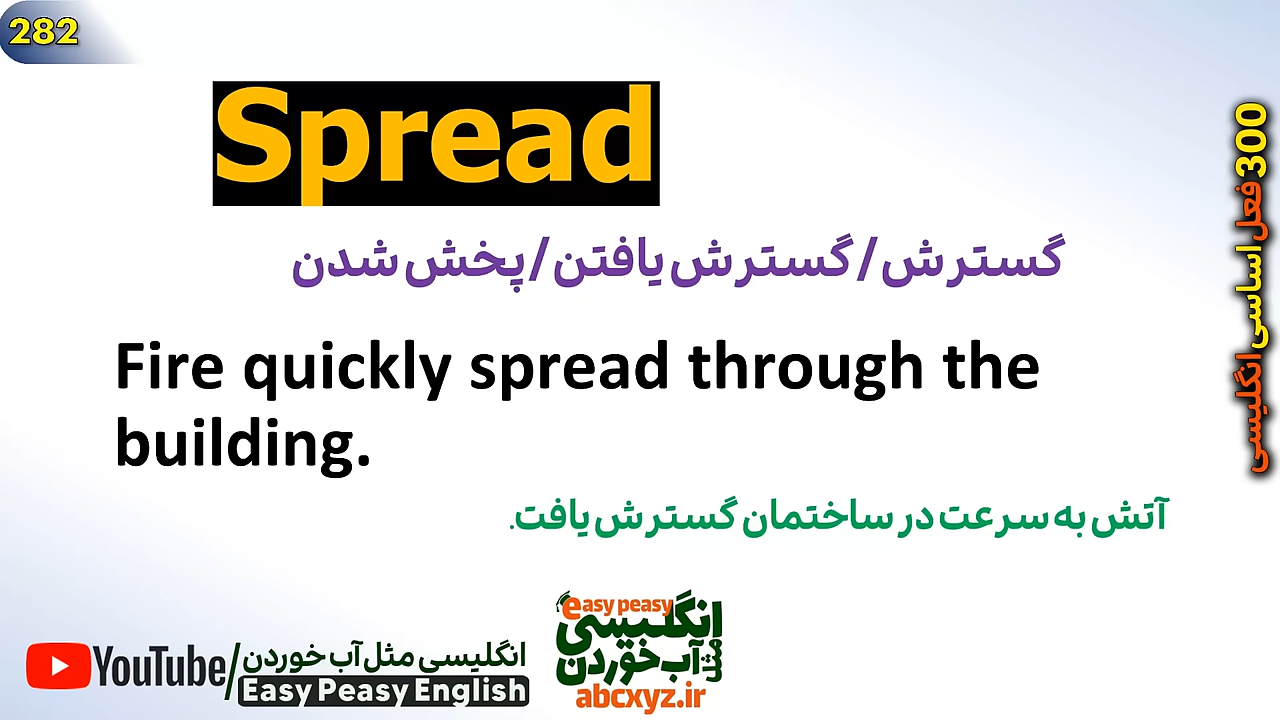 282
Spread
گسترش/گسترش یافتن/پخش شدن
Fire quickly spread through the
building.
آتش به سرعت در ساختمان گسترش یافت.
300 فعل اساسی انگلیسی
YouTube/انگلیسی مثل آب خوردن
Easy Peasy English
easy peasy
انگلیسی
مثل
آب خوردن
abcxyz.ir